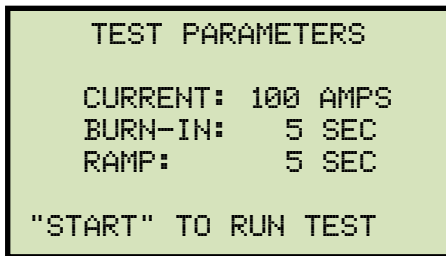 TEST PARAMETERS
CURRENT: 100 AMPS
BURN-IN: 5 SEC
RAMP: 5 SEC
"START" TO RUN TEST